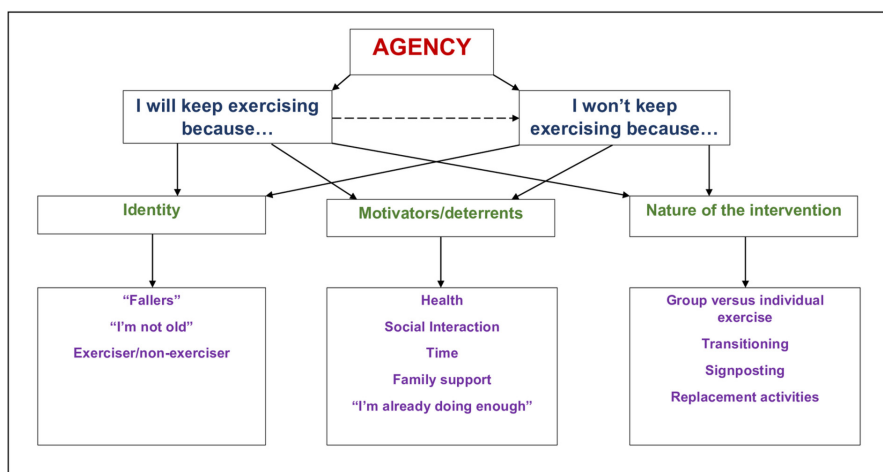 AGENCY
I will keep exercising
because…
I won’t keep
exercising because…
Identity
Motivators/deterrents
Nature of the intervention
“Fallers”
“I’m not old”
Exerciser/non-exerciser
Health
Social Interaction
Time
Family support
“I’m already doing enough”
Group versus individual
exercise
Transitioning
Signposting
Replacement activities